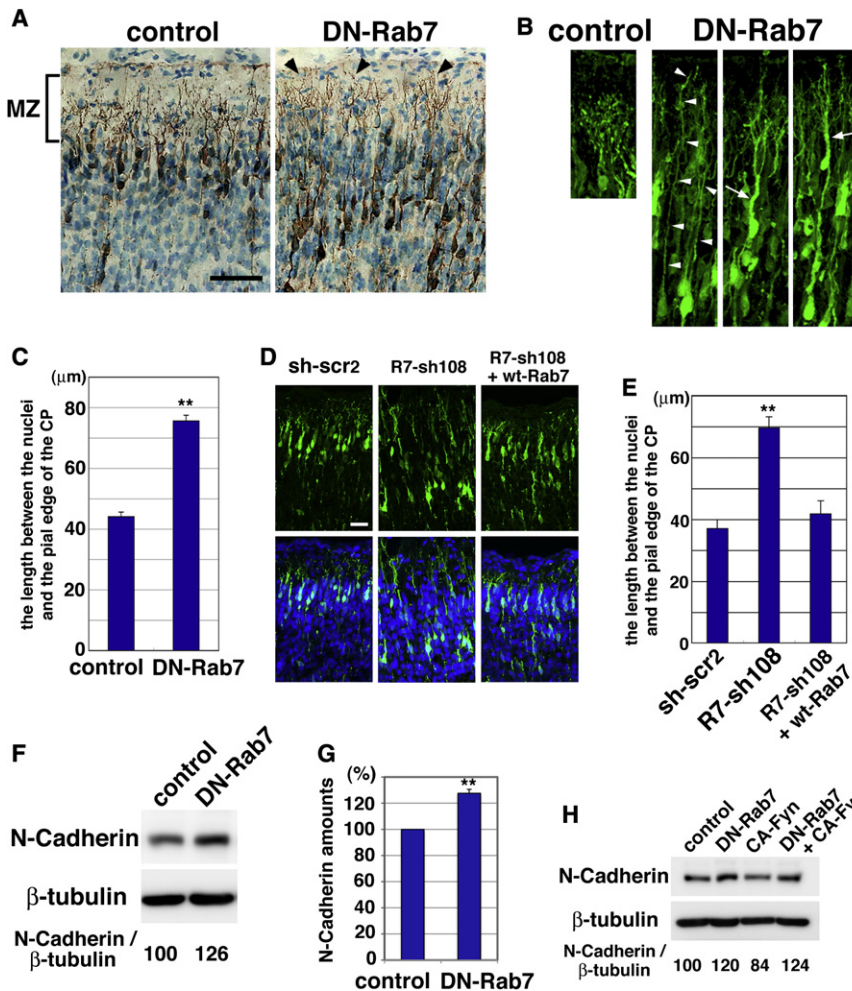 A
control
DN-Rab7
MZ
B
control
DN-Rab7
C
(μm)
80
60
40
20
0
the length between the nuclei
and the pial edge of the CP
control
DN-Rab7
**
D
sh-scr2
R7-sh108
R7-sh108
+ wt-Rab7
E
(μm)
80
60
40
20
0
the length between the nuclei
and the pial edge of the CP
**
sh-scr2
R7-sh108
R7-sh108
+ wt-Rab7
F
control
DN-Rab7
N-Cadherin
β-tubulin
N-Cadherin /
β-tubulin
100 126
G
(%)
120
100
80
60
40
20
0
N-Cadherin amounts
**
control
DN-Rab7
H
control
DN-Rab7
CA-Fyn
DN-Rab7
+ CA-Fy
N-Cadherin
β-tubulin
N-Cadherin /
β-tubulin
100 120 84 124